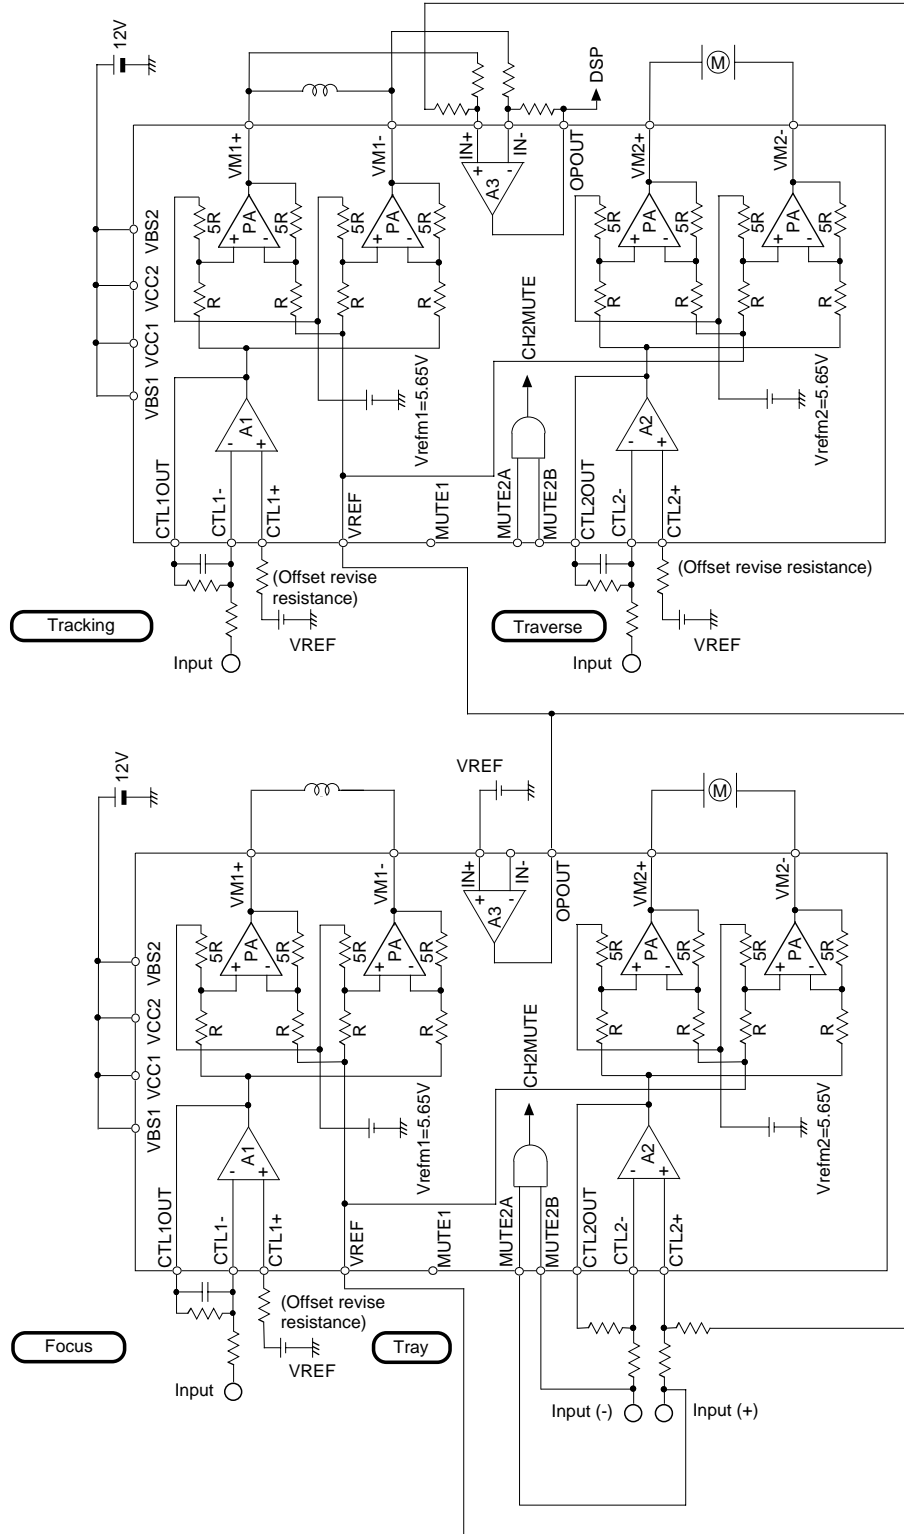 12V
DSP
M
VM1+
VM1-
IN+
IN-
OPOUT
VM2+
VM2-
+
-
A3
VBS2
VCC2
VCC1
VBS1
5R
PA
5R
+
-
R
R
5R
PA
5R
+
-
R
R
5R
PA
5R
+
-
R
R
5R
PA
5R
+
-
R
R
CH2MUTE
Vrefm1=5.65V
Vrefm2=5.65V
A1
-
+
A2
-
+
CTL1OUT
CTL1-
CTL1+
VREF
MUTE1
MUTE2A
MUTE2B
CTL2OUT
CTL2-
CTL2+
(Offset revise
resistance)
(Offset revise resistance)
Tracking
VREF
Traverse
VREF
Input
Input
12V
VREF
M
VM1+
VM1-
IN+
IN-
OPOUT
VM2+
VM2-
+
-
A3
VBS2
VCC2
VCC1
VBS1
5R
PA
5R
+
-
R
R
5R
PA
5R
+
-
R
R
5R
PA
5R
+
-
R
R
5R
PA
5R
+
-
R
R
CH2MUTE
Vrefm1=5.65V
Vrefm2=5.65V
A1
-
+
A2
-
+
CTL1OUT
CTL1-
CTL1+
VREF
MUTE1
MUTE2A
MUTE2B
CTL2OUT
CTL2-
CTL2+
(Offset revise
resistance)
Focus
Tray
VREF
Input
Input (-)
Input (+)